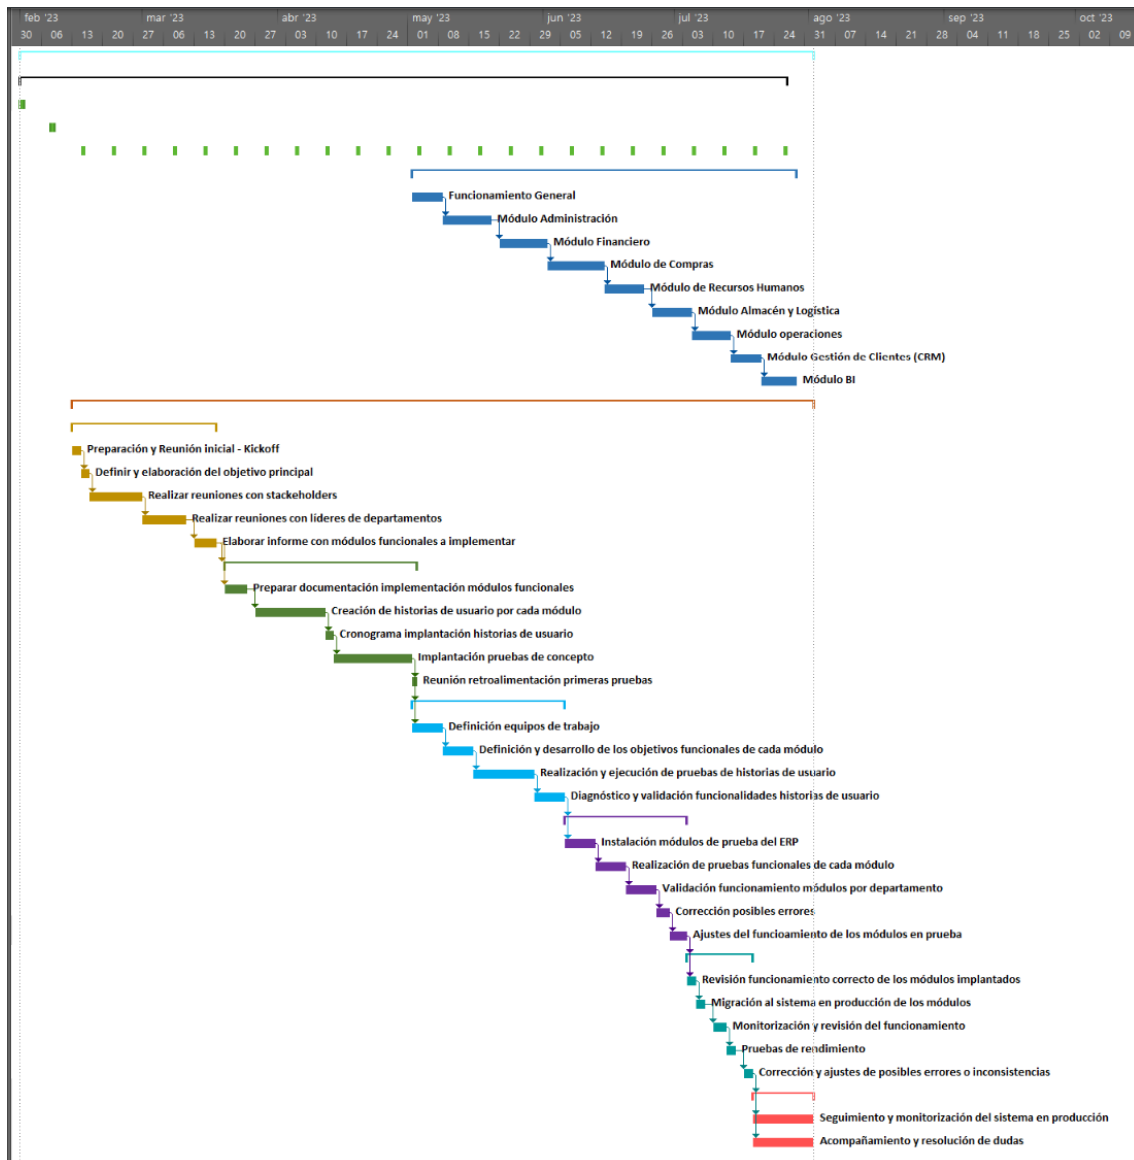 feb '23 mar '23 abr '23 may '23 jun '23 jul '23 ago '23 sep '23 oct '23
30 06 13 20 27 06 13 20 27 03 10 17 24 01 08 15 22 29 05 12 19 26 03 10 17 24 31 07 14 21 28 04 11 18 25 02 09
Funcionamiento General
Módulo Administración
Módulo Financiero
Módulo de Compras
Módulo de Recursos Humanos
Módulo Almacén y Logística
Módulo operaciones
Módulo Gestión de Clientes (CRM)
Módulo BI
Preparación y Reunión inicial - Kickoff
Definir y elaboración del objetivo principal
Realizar reuniones con stackeholders
Realizar reuniones con líderes de departamentos
Elaborar informe con módulos funcionales a implementar
Preparar documentación implementación módulos funcionales
Creación de historias de usuario por cada módulo
Cronograma implantación historias de usuario
Implantación pruebas de concepto
Reunión retroalimentación primeras pruebas
Definición equipos de trabajo
Definición y desarrollo de los objetivos funcionales de cada módulo
Realización y ejecución de pruebas de historias de usuario
Diagnóstico y validación funcionalidades historias de usuario
Instalación módulos de prueba del ERP
Realización de pruebas funcionales de cada módulo
Validación funcionamiento módulos por departamento
Corrección posibles errores
Ajustes del funcioamiento de los módulos en prueba
Revisión funcionamiento correcto de los módulos implantados
Migración al sistema en producción de los módulos
Monitorización y revisión del funcionamiento
Pruebas de rendimiento
Corrección y ajustes de posibles errores o inconsistencias
Seguimiento y monitorización del sistema en producción
Acompañamiento y resolución de dudas